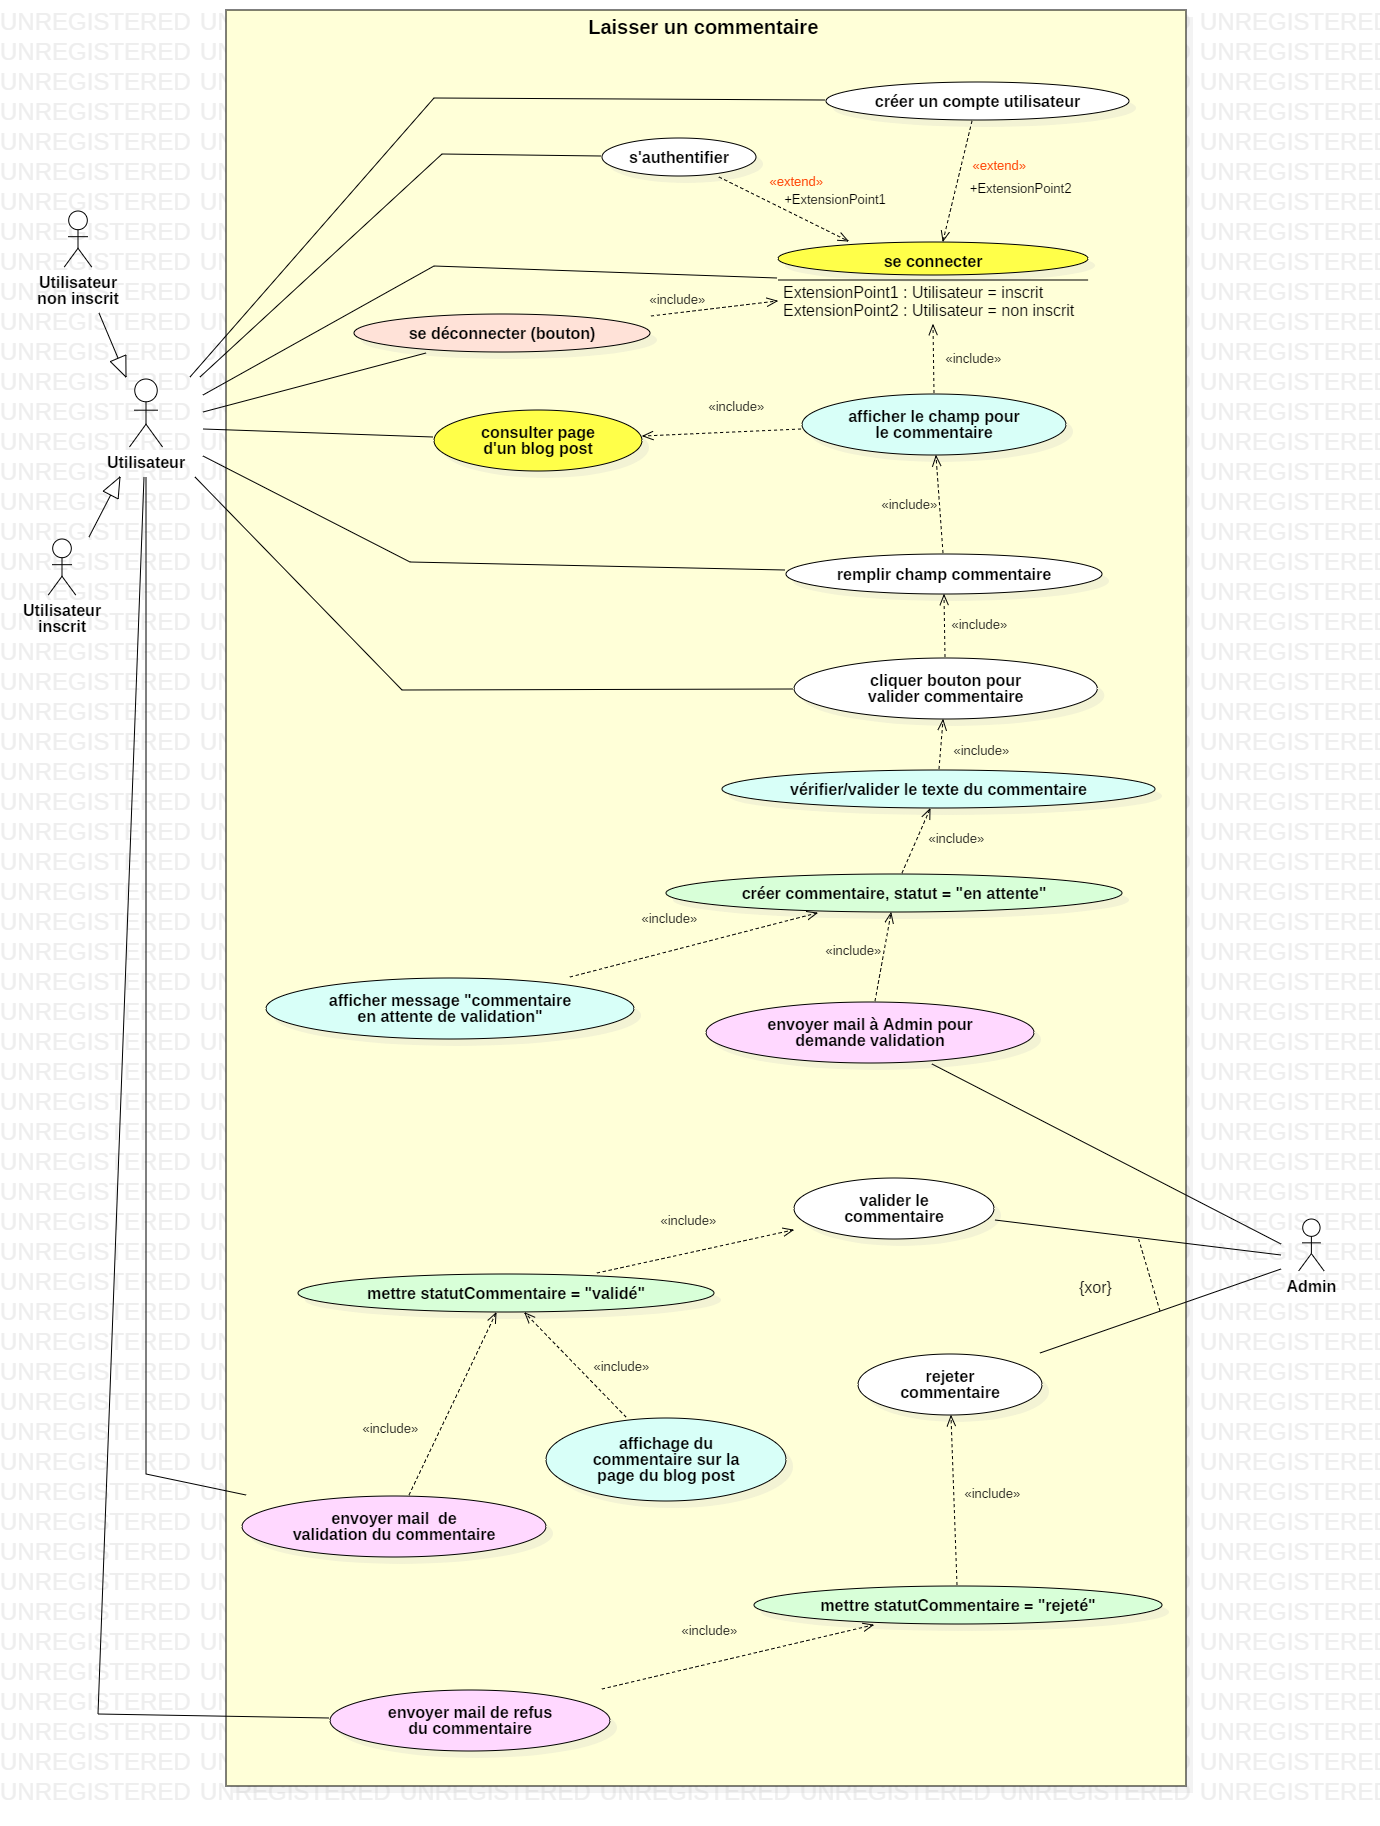 Laisser un commentaire
créer un compte utilisateur
s'authentifier
«extend»
+ExtensionPoint1
«extend»
+ExtensionPoint2
Utilisateur
non inscrit
se connecter
ExtensionPoint1 : Utilisateur = inscrit
ExtensionPoint2 : Utilisateur = non inscrit
«include»
se déconnecter (bouton)
«include»
afficher le champ pour
le commentaire
«include»
consulter page
d'un blog post
Utilisateur
«include»
Utilisateur
inscrit
remplir champ commentaire
«include»
cliquer bouton pour
valider commentaire
«include»
vérifier/valider le texte du commentaire
«include»
créer commentaire, statut = "en attente"
«include»
«include»
afficher message "commentaire
en attente de validation"
envoyer mail à Admin pour
demande validation
valider le
commentaire
«include»
mettre statutCommentaire = "validé"
{xor}
Admin
«include»
rejeter
commentaire
«include»
affichage du
commentaire sur la
page du blog post
«include»
envoyer mail  de
validation du commentaire
mettre statutCommentaire = "rejeté"
«include»
envoyer mail de refus
du commentaire
UNREGISTERED